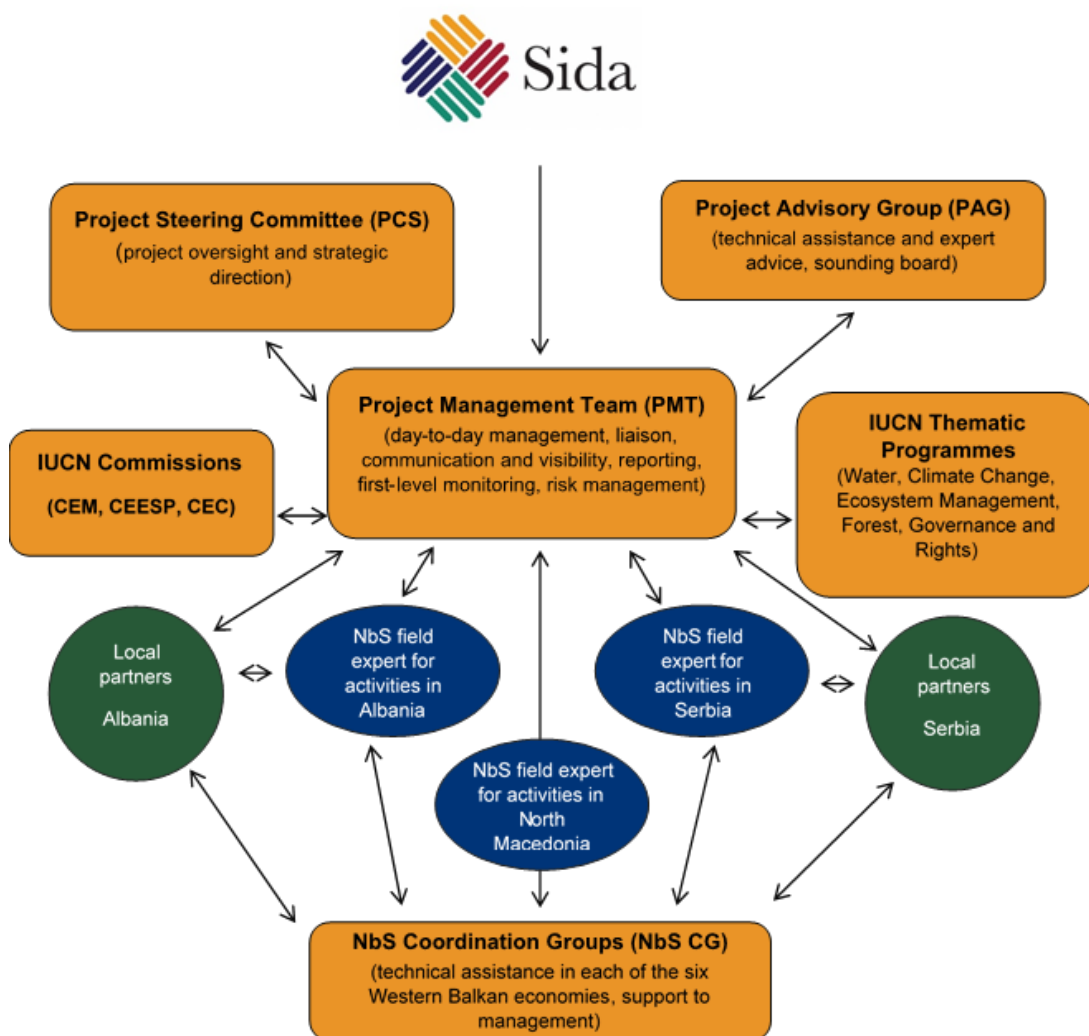 Sida
Project Steering Committee (PCS)
(project oversight and strategic
direction)
Project Advisory Group (PAG)
(technical assistance and expert
advice, sounding board)
Project Management Team (PMT)
(day-to-day management, liaison,
communication and visibility, reporting,
first-level monitoring, risk management)
IUCN Commissions
(CEM, CEESP, CEC)
IUCN Thematic
Programmes
(Water, Climate Change,
Ecosystem Management,
Forest, Governance and
Rights)
Local
partners
Albania
NbS field
expert for
activities in
Albania
NbS field
expert for
activities in
Serbia
Local
partners
Serbia
NbS field expert
for activities in
North
Macedonia
NbS Coordination Groups (NbS CG)
(technical assistance in each of the six
Western Balkan economies, support to
management)